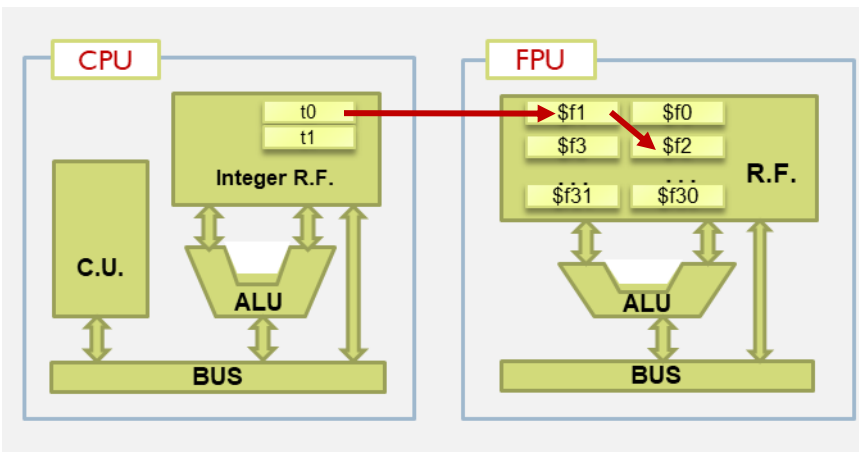 CPU
t0
t1
Integer R.F.
C.U.
ALU
BUS
FPU
$f1 $f0
$f3 $f2
... ...
$f31 $f30
R.F.
ALU
BUS